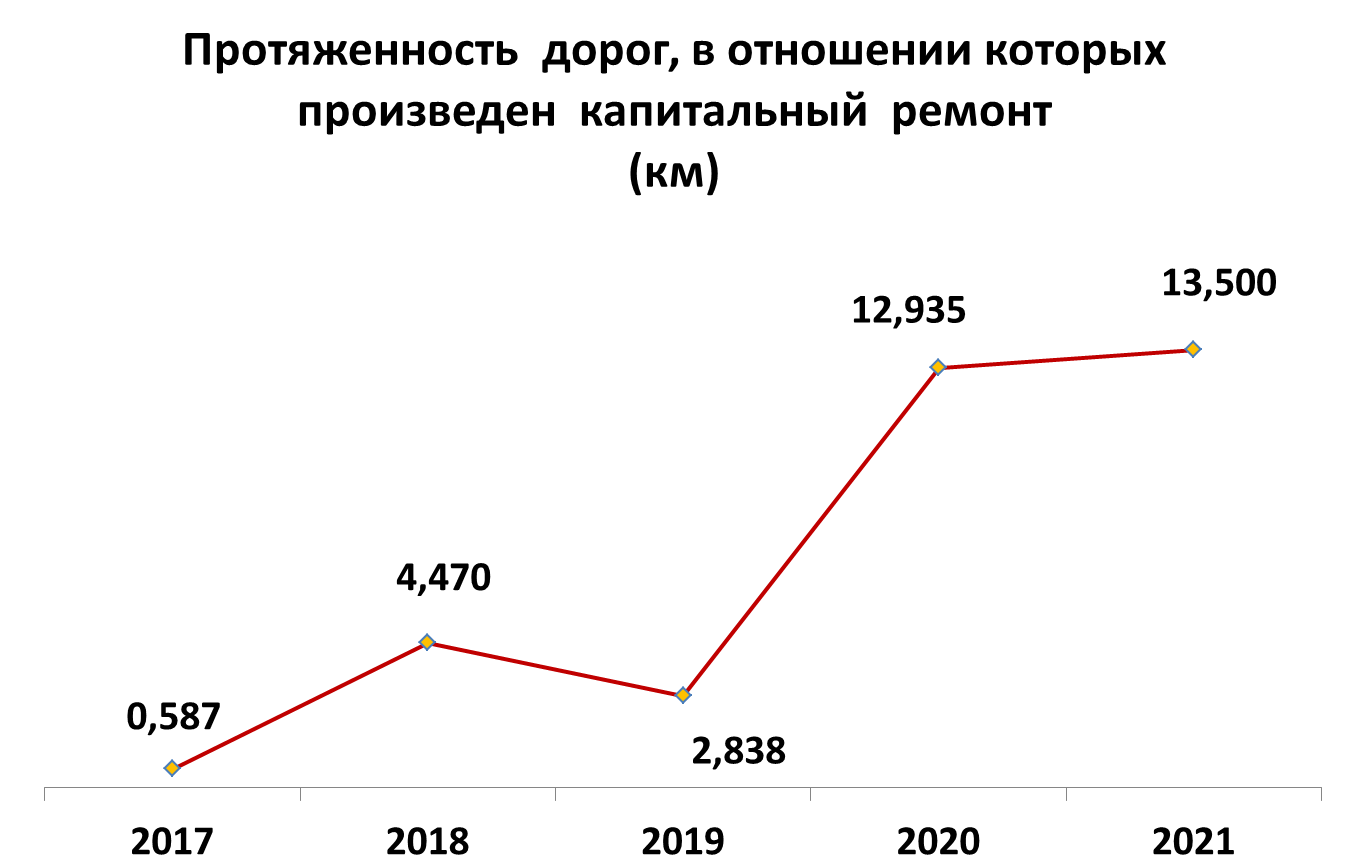 Протяженность дорог, в отношении которых
произведен капитальный ремонт
(км)
13,500
12,935
4,470
0,587
2,838
2017 2018 2019 2020 2021